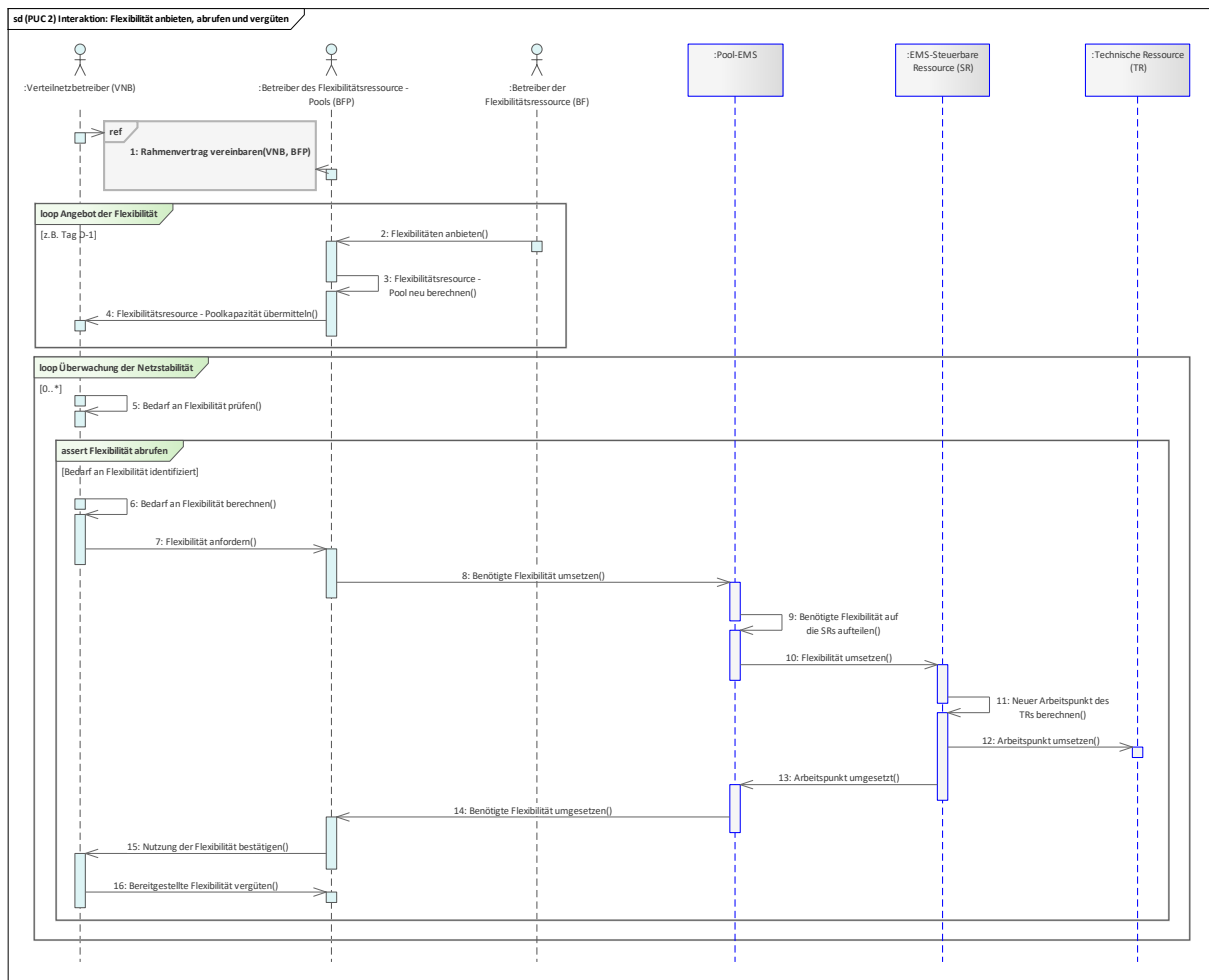 sd (PUC 2) Interaktion: Flexibilität anbieten, abrufen und vergüten
:Verteilnetzbetreiber (VNB)
:Betreiber des Flexibilitätsressource -
Pools (BFP)
:Betreiber der
Flexibilitätsressource (BF)
:Pool-EMS
:EMS-Steuerbare
Ressource (SR)
:Technische Ressource
(TR)
ref
1: Rahmenvertrag vereinbaren(VNB, BFP)
loop Angebot der Flexibilität
[z.B. Tag D-1]
2: Flexibilitäten anbieten()
3: Flexibilitätsresource -
Pool neu berechnen()
4: Flexibilitätsresource - Poolkapazität übermitteln()
loop Überwachung der Netzstabilität
[0..*]
5: Bedarf an Flexibilität prüfen()
assert Flexibilität abrufen
[Bedarf an Flexibilität identifiziert]
6: Bedarf an Flexibilität berechnen()
7: Flexibilität anfordern()
8: Benötigte Flexibilität umsetzen()
9: Benötigte Flexibilität auf
die SRs aufteilen()
10: Flexibilität umsetzen()
11: Neuer Arbeitspunkt des
TRs berechnen()
12: Arbeitspunkt umsetzen()
13: Arbeitspunkt umgesetzt()
14: Benötigte Flexibilität umgesetzen()
15: Nutzung der Flexibilität bestätigen()
16: Bereitgestellte Flexibilität vergüten()